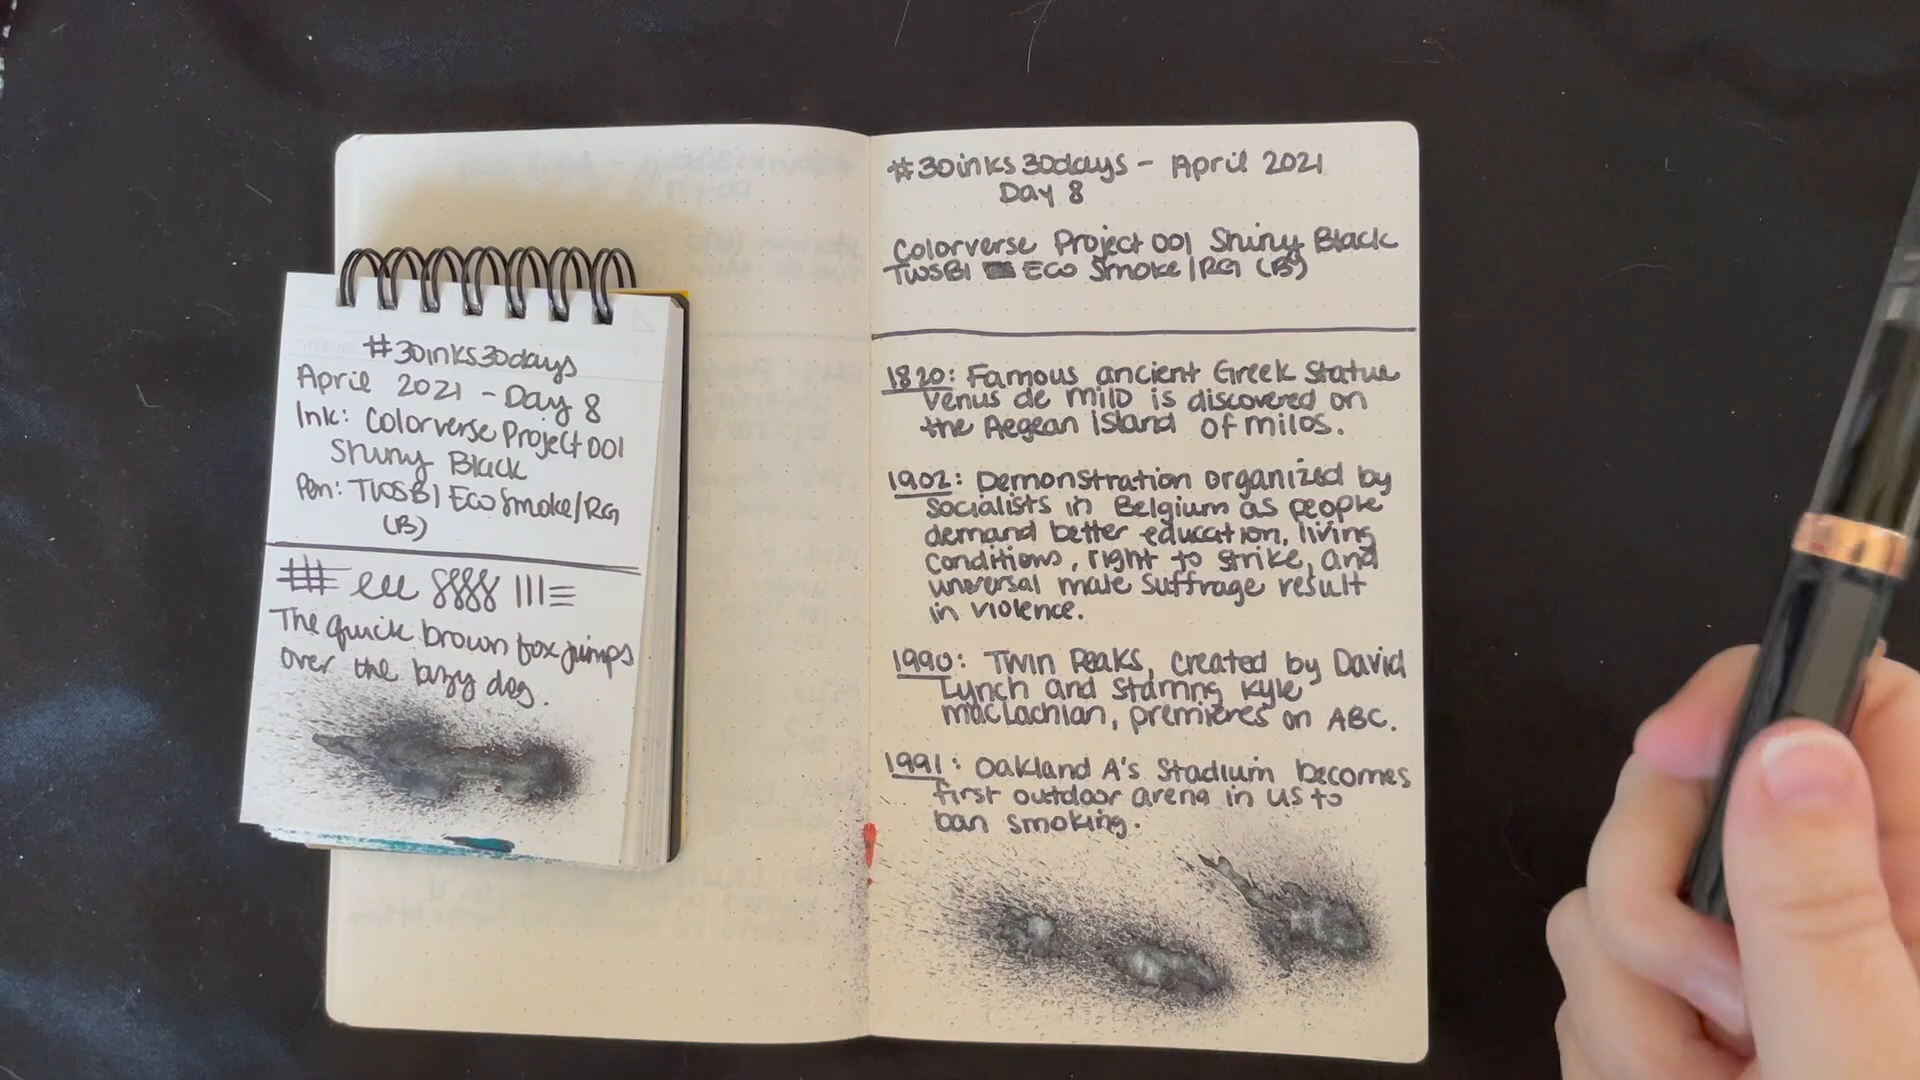 #30inks30days
April 2021 - Day 8
Ink: Colorverse Project 001
Shiny Black
Pen: TWSBI Eco Smoke/RG
(B)
The quick brown fox jumps
over the lazy dog.
#30inks30days - April 2021
Day 8
Colorverse Project 001 Shiny Black
TWSBI Eco Smoke/RG (B)
1820: Famous ancient Greek Statue
Venus de Milo is discovered on
the Aegean Island of Milos.
1902: Demonstration organized by
Socialists in Belgium as people
demand better education, living
conditions, right to strike, and
universal male suffrage result
in violence.
1990: Twin Peaks, created by David
Lynch and starring Kyle
MacLachlan, premieres on ABC.
1991: Oakland A's Stadium becomes
first outdoor arena in US to
ban smoking.